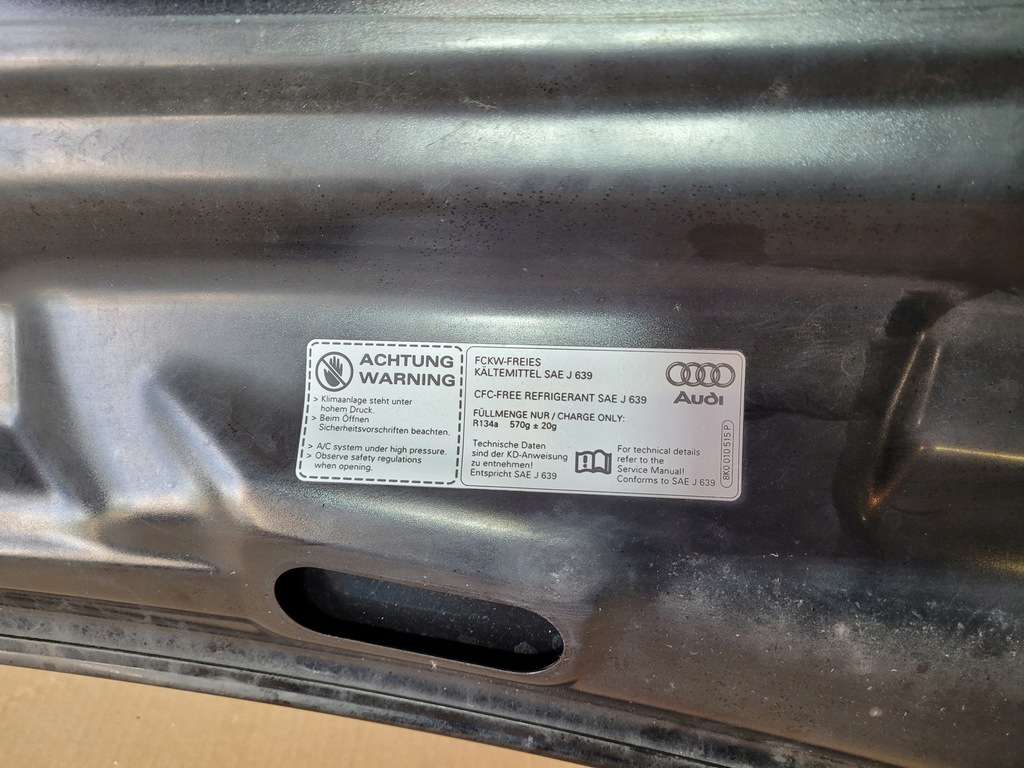 ACHTUNG
WARNING
> Klimaanlage steht unter
hohem Druck.
> Beim Öffnen
Sicherheitsvorschriften beachten.
> A/C system under high pressure.
> Observe safety regulations
when opening.
FCKW-FREIES
KÄLTEMITTEL SAE J 639
CFC-FREE REFRIGERANT SAE J 639
FÜLLMENGE NUR / CHARGE ONLY:
R134a 570g ± 20g
Technische Daten
sind der KD-Anweisung
zu entnehmen!
Entspricht SAE J 639
For technical details
refer to the
Service Manual!
Conforms to SAE J 639
Audi
8K0 010 515 P